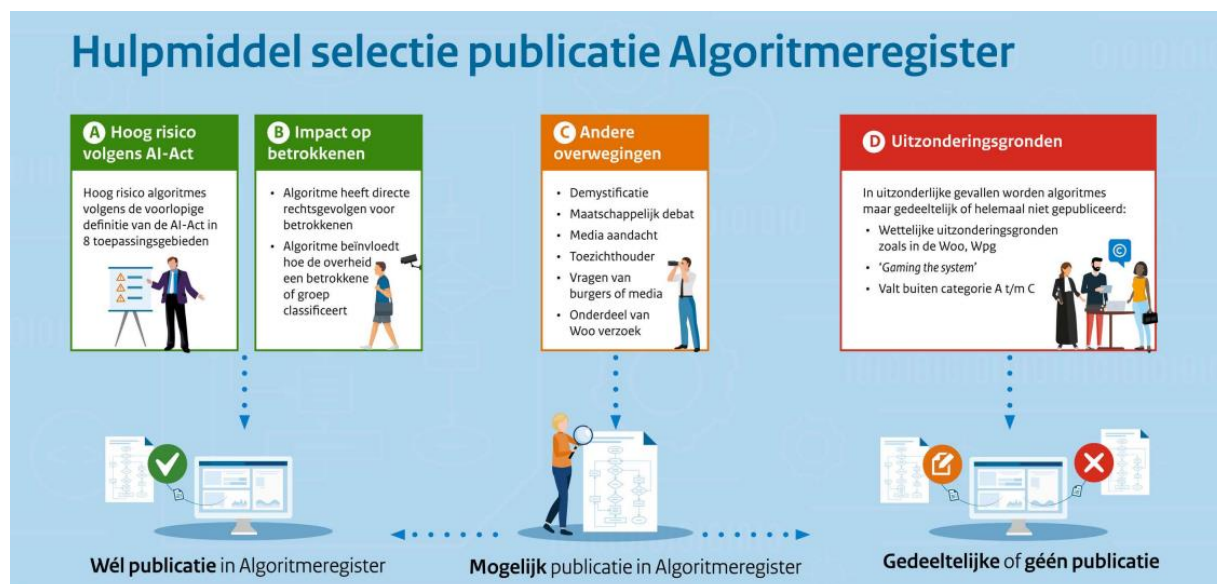 Hulpmiddel selectie publicatie Algoritmeregister
A Hoog risico
volgens AI-Act
Hoog risico algoritmes
volgens de voorlopige
definitie van de AI-Act in
8 toepassingsgebieden
B Impact op
betrokkenen
• Algoritme heeft directe
rechtsgevolgen voor
betrokkenen
• Algoritme beïnvloedt
hoe de overheid
een betrokkene
of groep
classificeert
C Andere
overwegingen
• Demystificatie
• Maatschappelijk debat
• Media aandacht
• Toezichthouder
• Vragen van
burgers of media
• Onderdeel van
Woo verzoek
D Uitzonderingsgronden
In uitzonderlijke gevallen worden algoritmes
maar gedeeltelijk of helemaal niet gepubliceerd:
• Wettelijke uitzonderingsgronden
zoals in de Woo, Wpg
• 'Gaming the system'
• Valt buiten categorie A t/m C
©
Wél publicatie in Algoritmeregister
Mogelijk publicatie in Algoritmeregister
Gedeeltelijke of géén publicatie